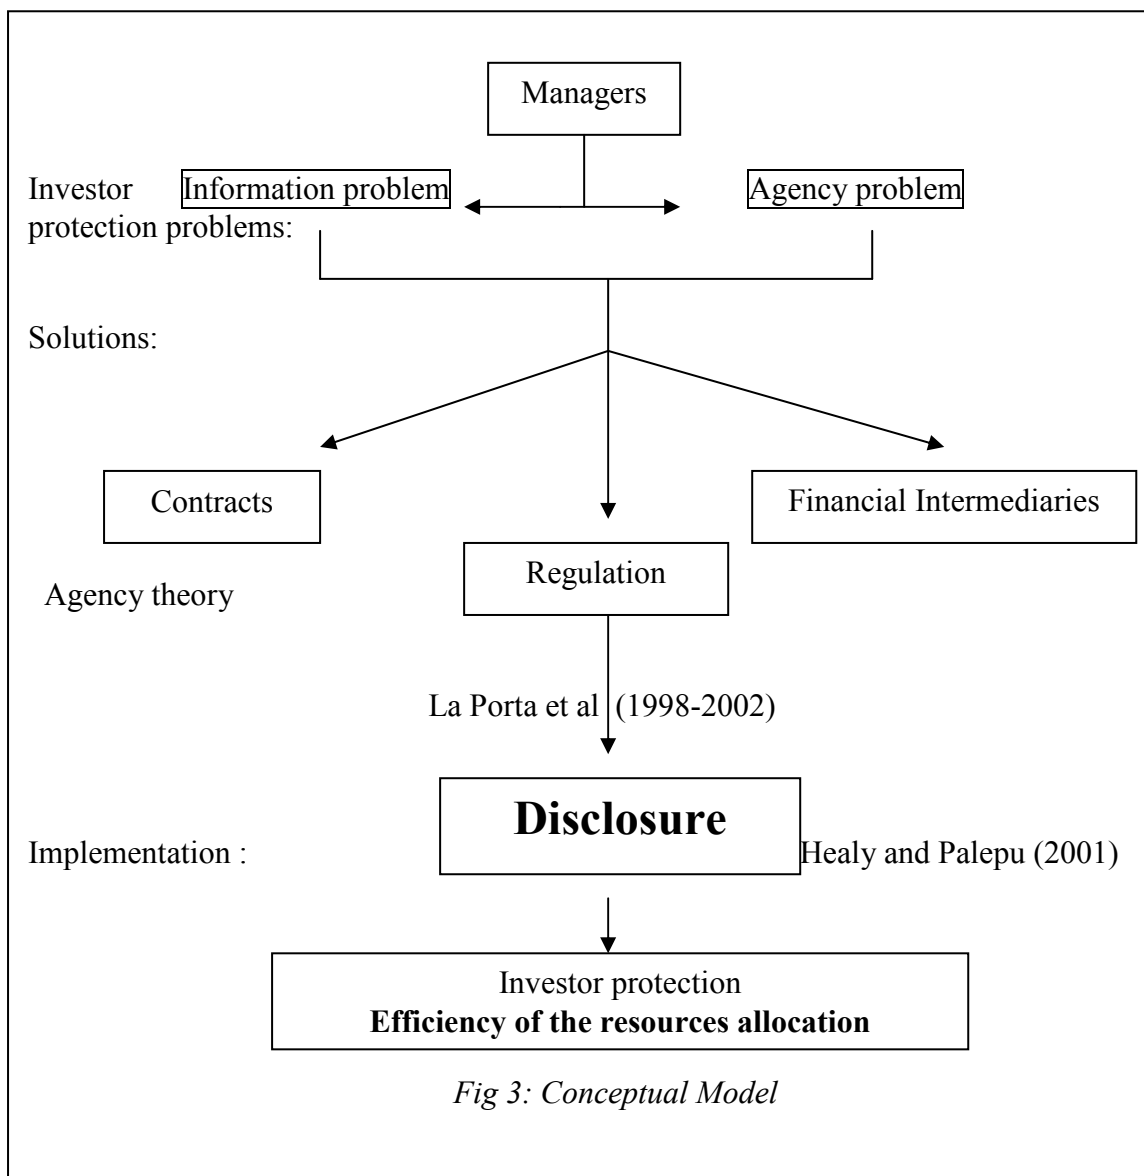 Managers
Investor Information problem Agency problem
protection problems:
Solutions:
Contracts Financial Intermediaries
Regulation
Agency theory
La Porta et al (1998-2002)
Disclosure
Implementation : Healy and Palepu (2001)
Investor protection
Efficiency of the resources allocation
Fig 3: Conceptual Model